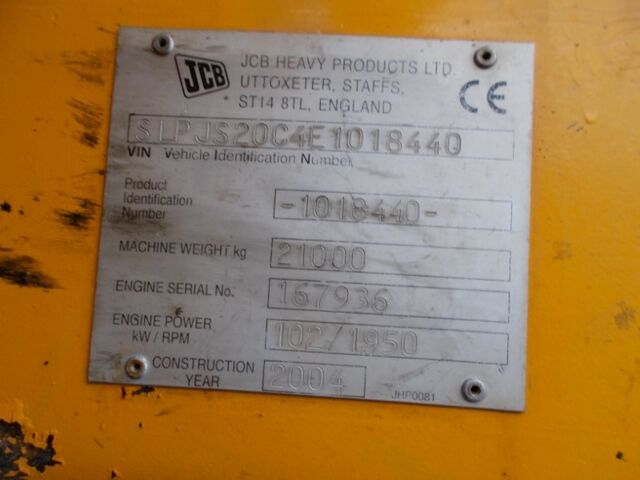 JCB
JCB HEAVY PRODUCTS LTD.
UTTOXETER, STAFFS,
ST14 8TL, ENGLAND
CE
SLPJS20C4E1018440
VIN Vehicle Identification Number
Product
Identification
Number
-1018440-
MACHINE WEIGHT kg
21000
ENGINE SERIAL No.
167936
ENGINE POWER
kW / RPM
102/1950
CONSTRUCTION
YEAR
2004
JHP0081